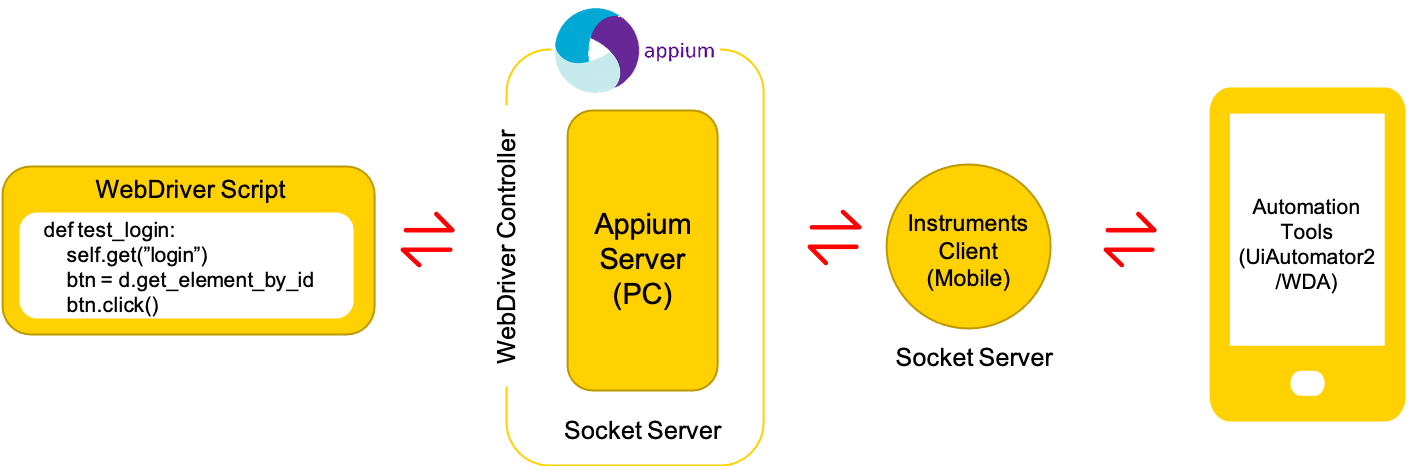 WebDriver Script
def test_login:
self.get(”login”)
btn = d.get_element_by_id
btn.click()
appium
WebDriver Controller
Appium
Server
(PC)
Socket Server
Instruments
Client
(Mobile)
Socket Server
Automation
Tools
(UiAutomator2
/WDA)